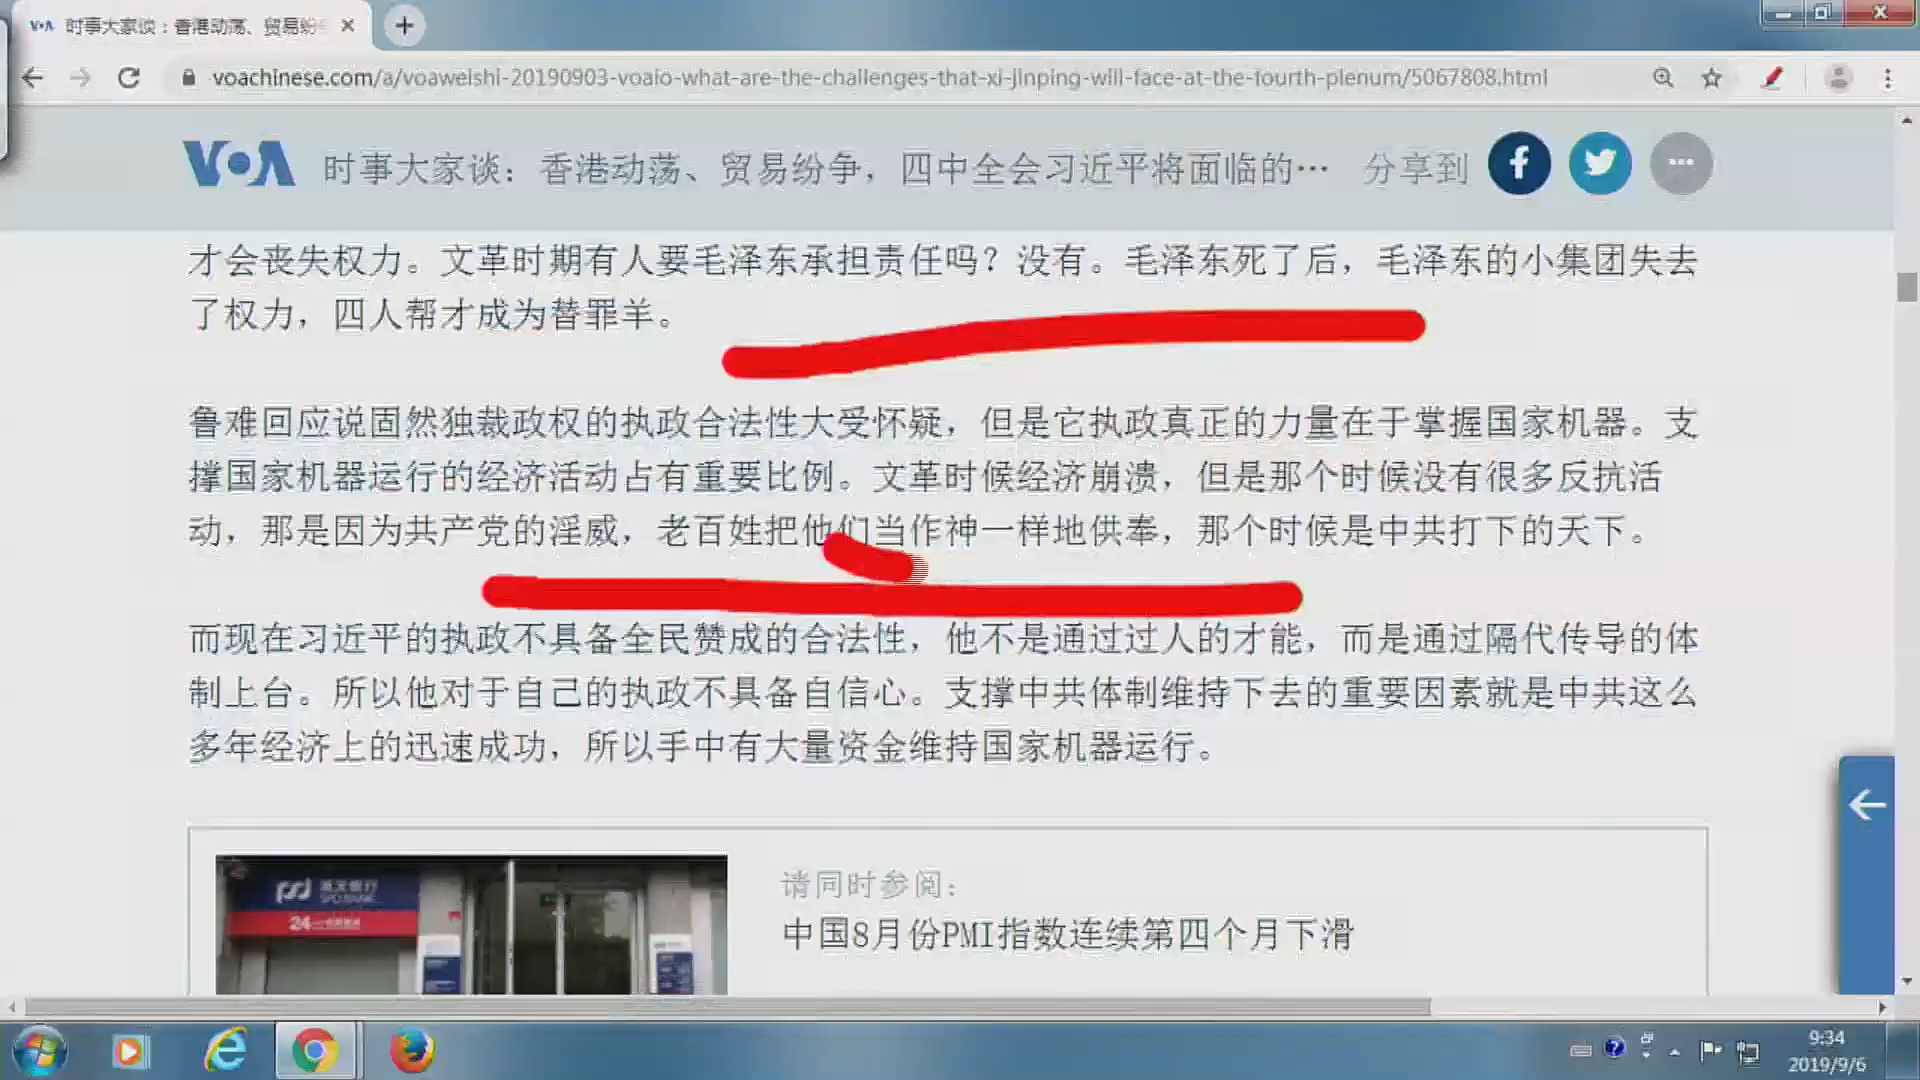 时事大家谈：香港动荡、贸易纷
voachinese.com/a/voaweishi-20190903-voaio-what-are-the-challenges-that-xi-jinping-will-face-at-the-fourth-plenum/5067808.html
VOA 时事大家谈：香港动荡、贸易纷争，四中全会习近平将面临的… 分享到
才会丧失权力。文革时期有人要毛泽东承担责任吗？没有。毛泽东死了后，毛泽东的小集团失去
了权力，四人帮才成为替罪羊。
鲁难回应说固然独裁政权的执政合法性大受怀疑，但是它执政真正的力量在于掌握国家机器。支
撑国家机器运行的经济活动占有重要比例。文革时候经济崩溃，但是那个时候没有很多反抗活
动，那是因为共产党的淫威，老百姓把他们当作神一样地供奉，那个时候是中共打下的天下。
而现在习近平的执政不具备全民赞成的合法性，他不是通过过人的才能，而是通过隔代传导的体
制上台。所以他对于自己的执政不具备自信心。支撑中共体制维持下去的重要因素就是中共这么
多年经济上的迅速成功，所以手中有大量资金维持国家机器运行。
浦发银行
SPD BANK
24
请同时参阅：
中国8月份PMI指数连续第四个月下滑
9:34
2019/9/6